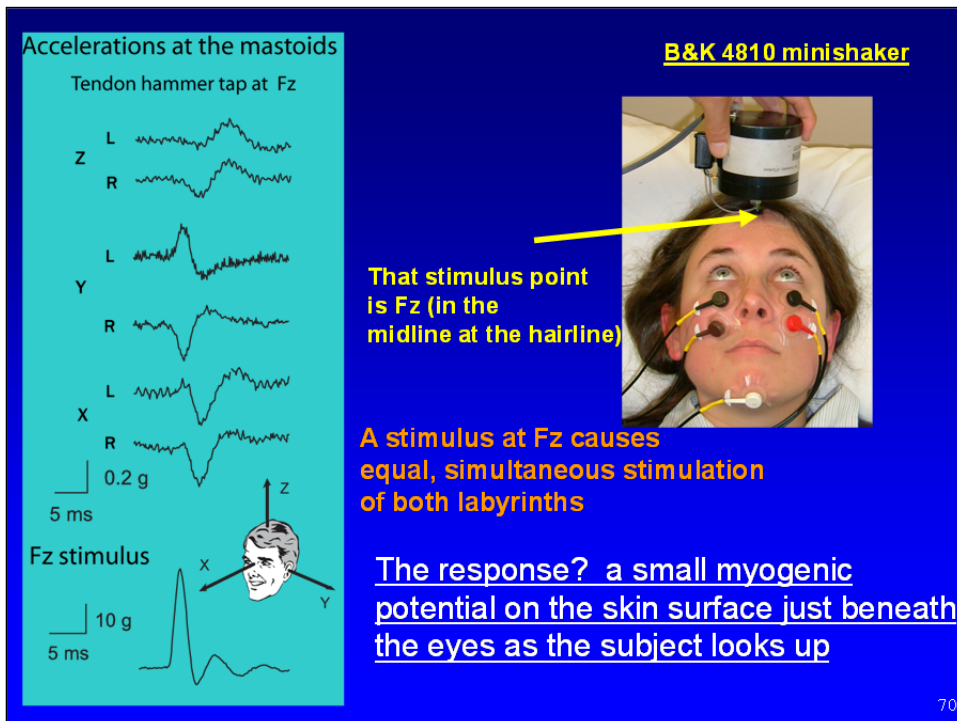 Accelerations at the mastoids
Tendon hammer tap at Fz
L
Z
R
L
Y
R
L
X
R
0.2 g
5 ms
Z
X
Y
Fz stimulus
10 g
5 ms
B&K 4810 minishaker
That stimulus point
is Fz (in the
midline at the hairline)
A stimulus at Fz causes
equal, simultaneous stimulation
of both labyrinths
The response? a small myogenic
potential on the skin surface just beneath
the eyes as the subject looks up
70